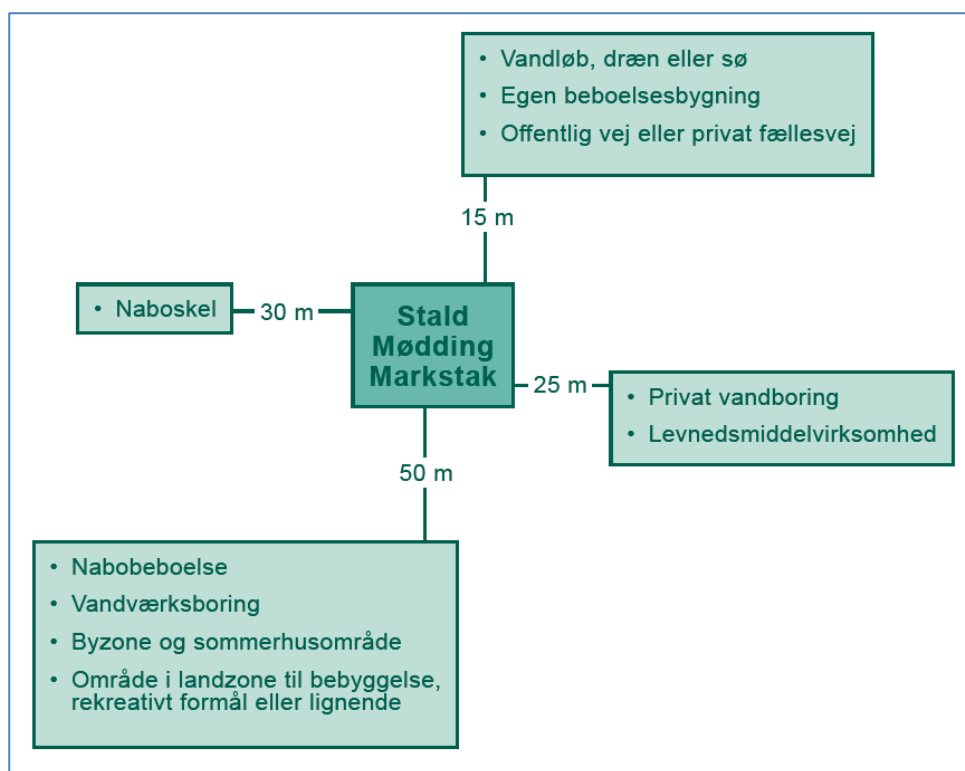 • Vandløb, dræn eller sø
• Egen beboelsesbygning
• Offentlig vej eller privat fællesvej
15 m
• Naboskel
30 m
Stald
Mødding
Markstak
25 m
• Privat vandboring
• Levnedsmiddelvirksomhed
50 m
• Nabobeboelse
• Vandværksboring
• Byzone og sommerhusområde
• Område i landzone til bebyggelse,
rekreativt formål eller lignende